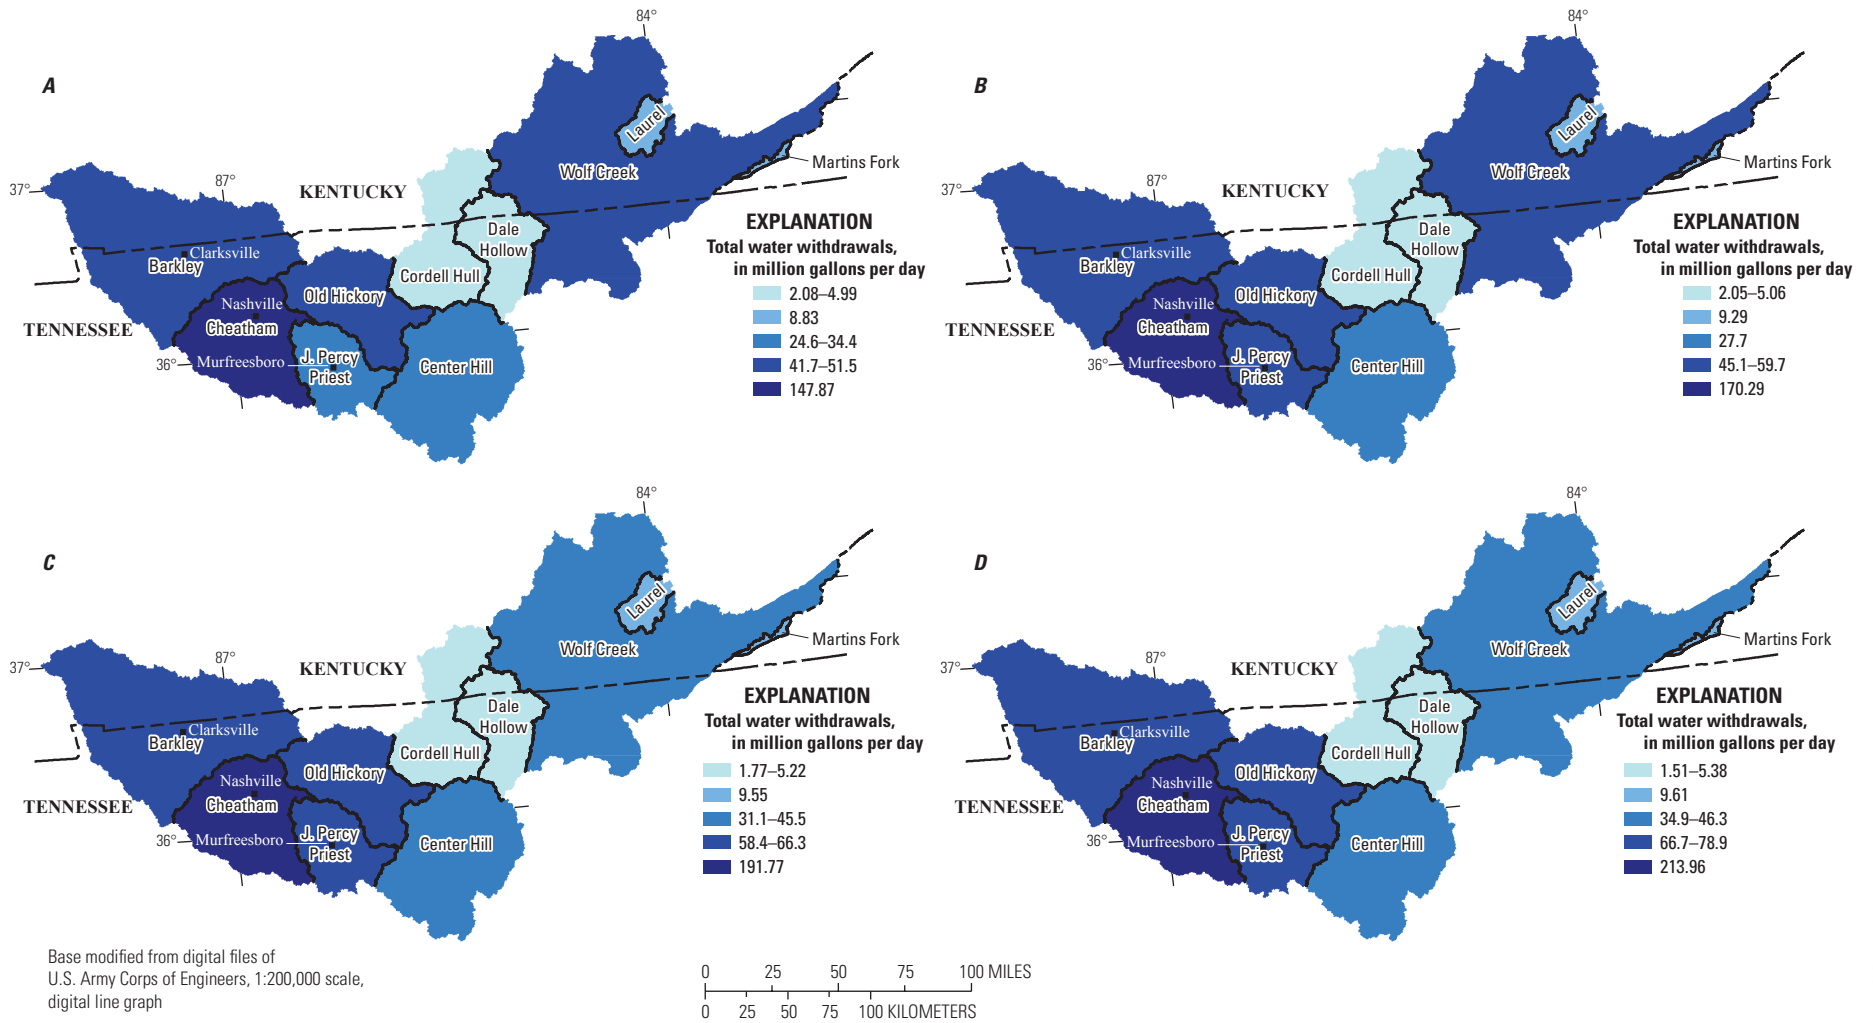 A
84°
37°
87°
KENTUCKY
Laurel
Wolf Creek
Martins Fork
Dale
Hollow
Clarksville
Barkley
Cordell Hull
Old Hickory
Nashville
Cheatham
TENNESSEE
36°
Murfreesboro
J. Percy
Priest
Center Hill
EXPLANATION
Total water withdrawals,
in million gallons per day
2.08–4.99
8.83
24.6–34.4
41.7–51.5
147.87
B
84°
37°
87°
KENTUCKY
Laurel
Wolf Creek
Martins Fork
Dale
Hollow
Clarksville
Barkley
Cordell Hull
Old Hickory
Nashville
Cheatham
TENNESSEE
36°
Murfreesboro
J. Percy
Priest
Center Hill
EXPLANATION
Total water withdrawals,
in million gallons per day
2.05–5.06
9.29
27.7
45.1–59.7
170.29
C
84°
37°
87°
KENTUCKY
Laurel
Wolf Creek
Martins Fork
Dale
Hollow
Clarksville
Barkley
Cordell Hull
Old Hickory
Nashville
Cheatham
TENNESSEE
36°
Murfreesboro
J. Percy
Priest
Center Hill
EXPLANATION
Total water withdrawals,
in million gallons per day
1.77–5.22
9.55
31.1–45.5
58.4–66.3
191.77
D
84°
37°
87°
KENTUCKY
Laurel
Wolf Creek
Martins Fork
Dale
Hollow
Clarksville
Barkley
Cordell Hull
Old Hickory
Nashville
Cheatham
TENNESSEE
36°
Murfreesboro
J. Percy
Priest
Center Hill
EXPLANATION
Total water withdrawals,
in million gallons per day
1.51–5.38
9.61
34.9–46.3
66.7–78.9
213.96
Base modified from digital files of
U.S. Army Corps of Engineers, 1:200,000 scale,
digital line graph
0 25 50 75 100 MILES
0 25 50 75 100 KILOMETERS